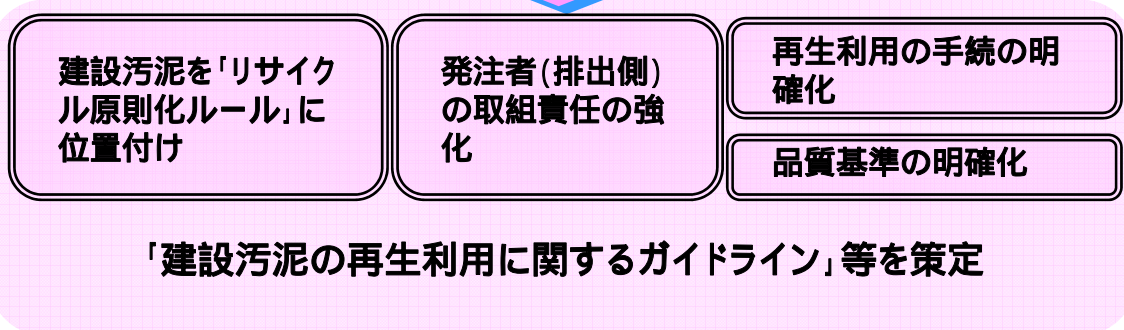 建設汚泥を｢リサイク
ル原則化ルール｣に
位置付け
発注者(排出側)
の取組責任の強
化
再生利用の手続の明
確化
品質基準の明確化
｢建設汚泥の再生利用に関するガイドライン｣等を策定